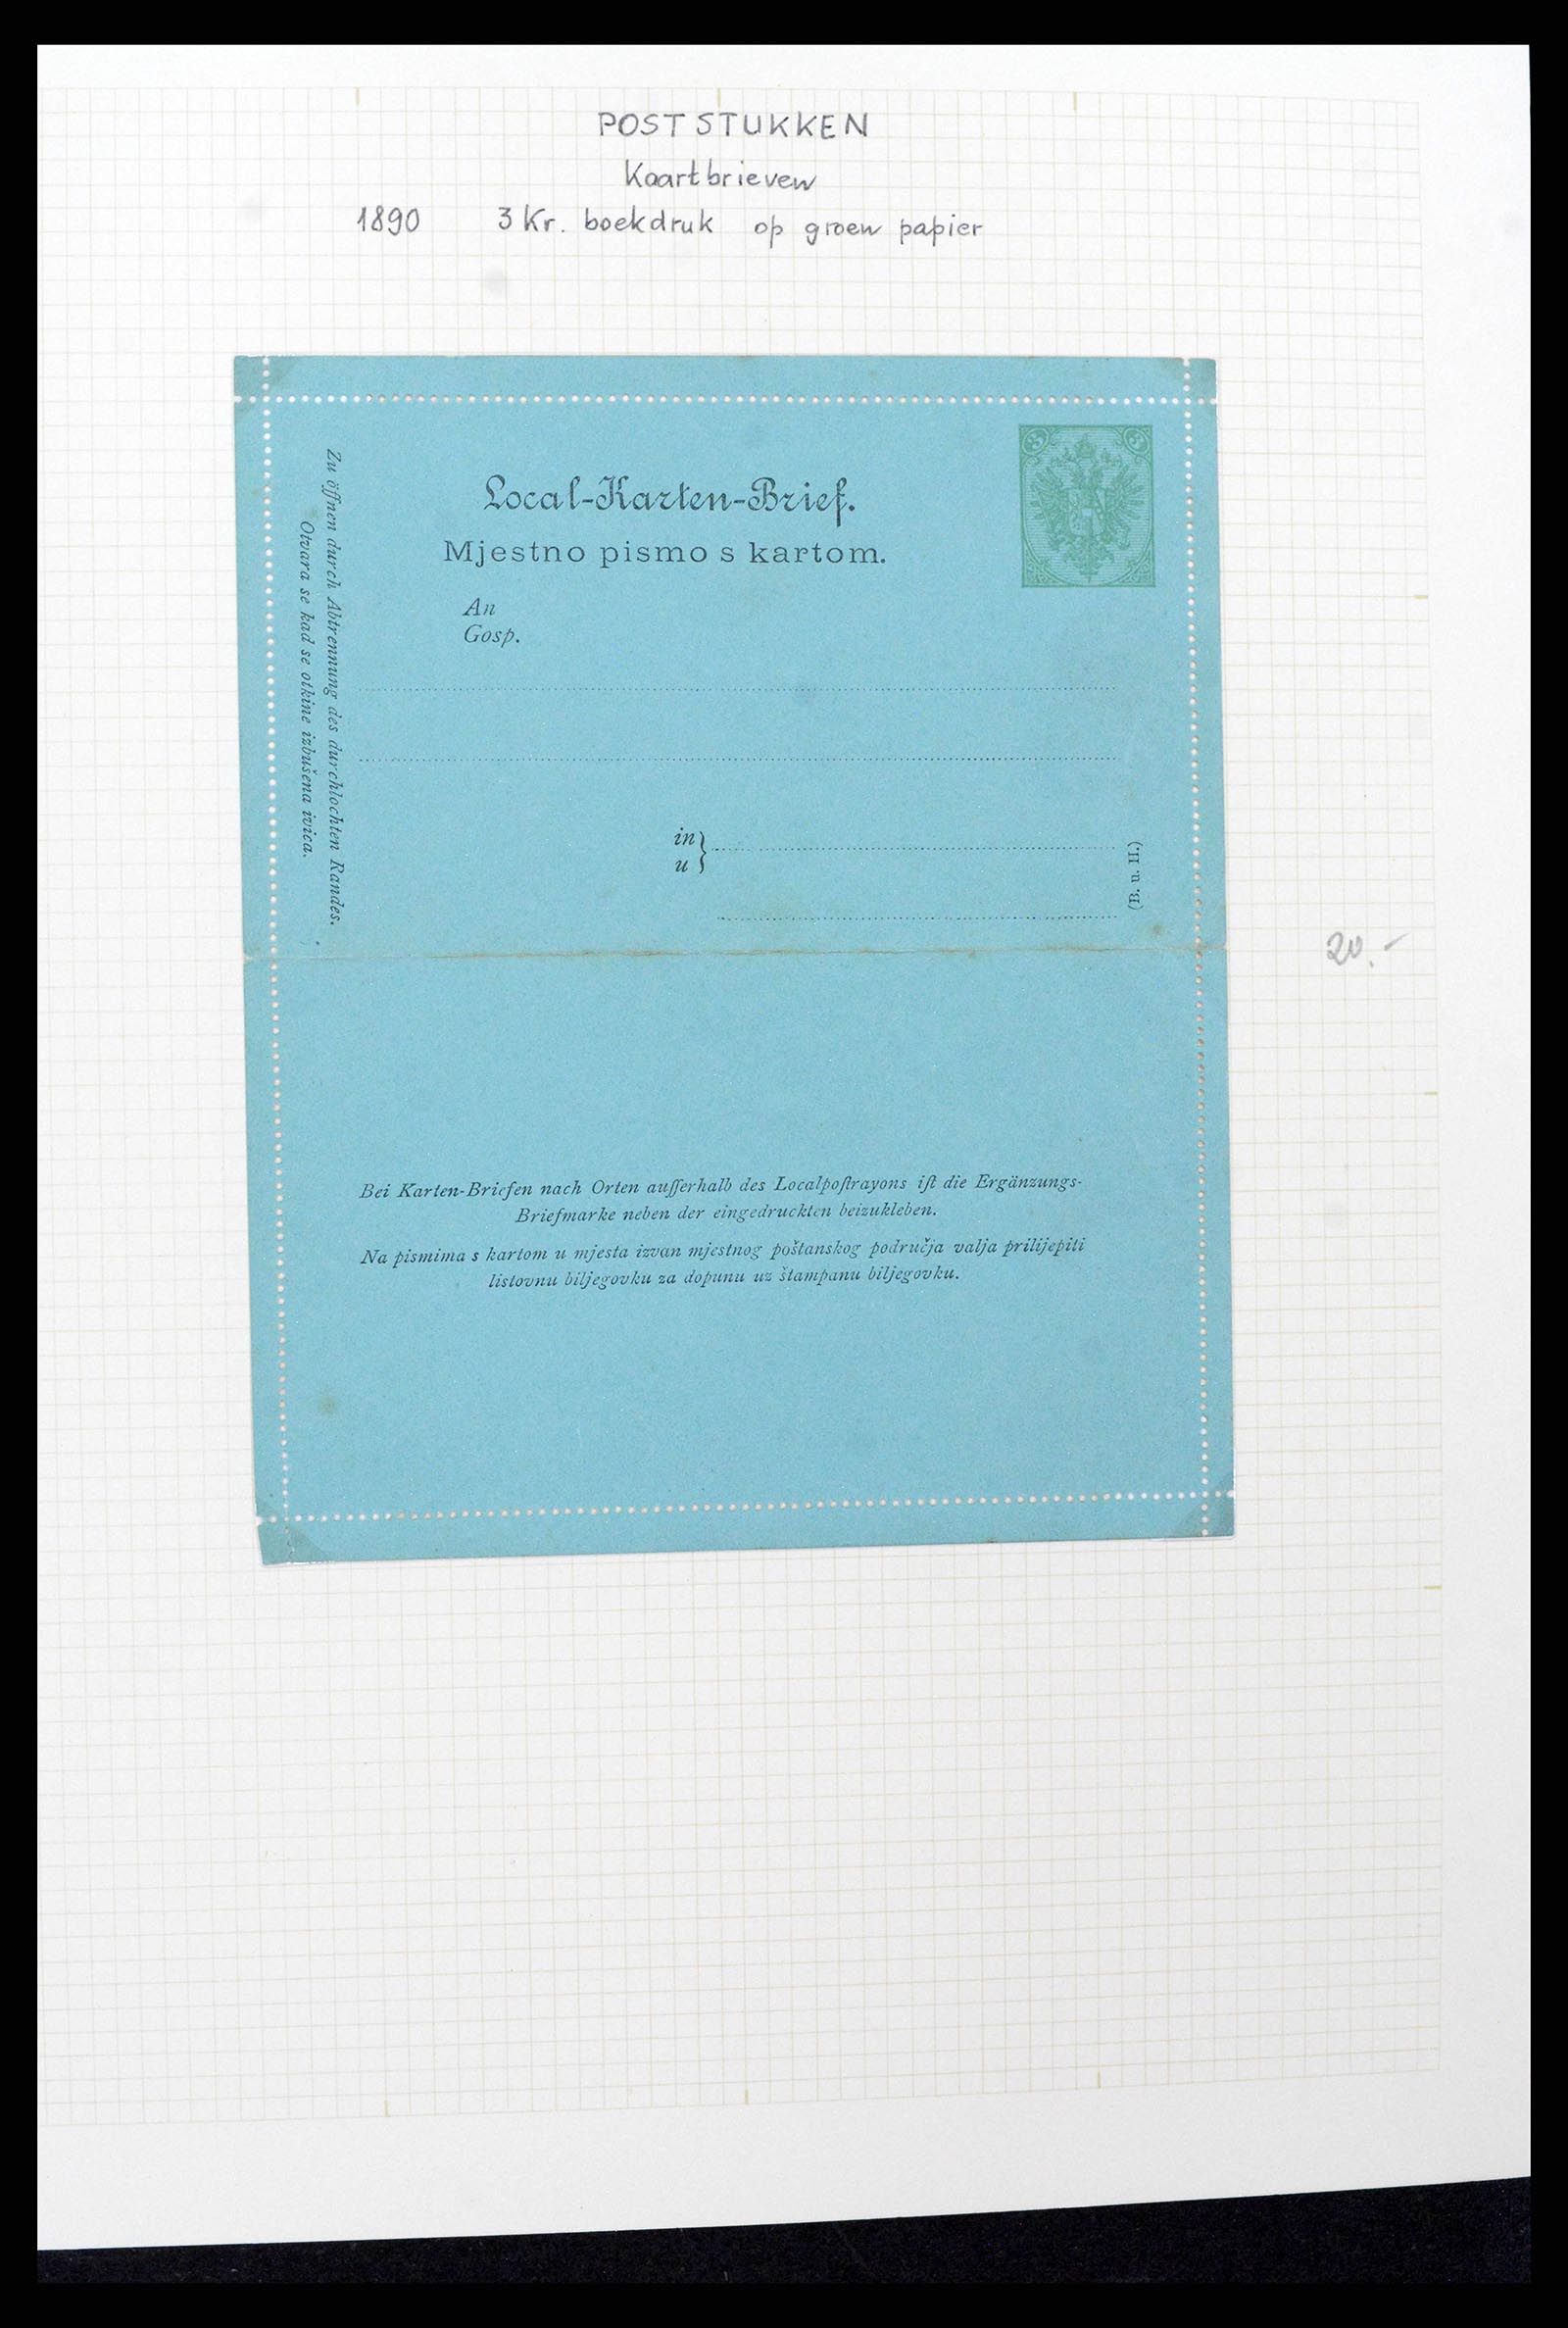 POSTSTUKKEN
Kaartbrieven
1890 3 Kr. boekdruk op groen papier
3 3
Local-Karten-Brief.
Mjestno pismo s kartom.
An
Gosp.
Zu öffnen durch Abtrennung des durchlochten Randes.
Otvara se kad se otkine izbušena ivica.
in }
u
(B. u. H.)
20.-
Bei Karten-Briefen nach Orten auſſerhalb des Localpoſtrayons iſt die Ergänzungs-
Briefmarke neben der eingedruckten beizukleben.
Na pismima s kartom u mjesta izvan mjestnog poštanskog područja valja prilijepiti
listovnu biljegovku za dopunu uz štampanu biljegovku.